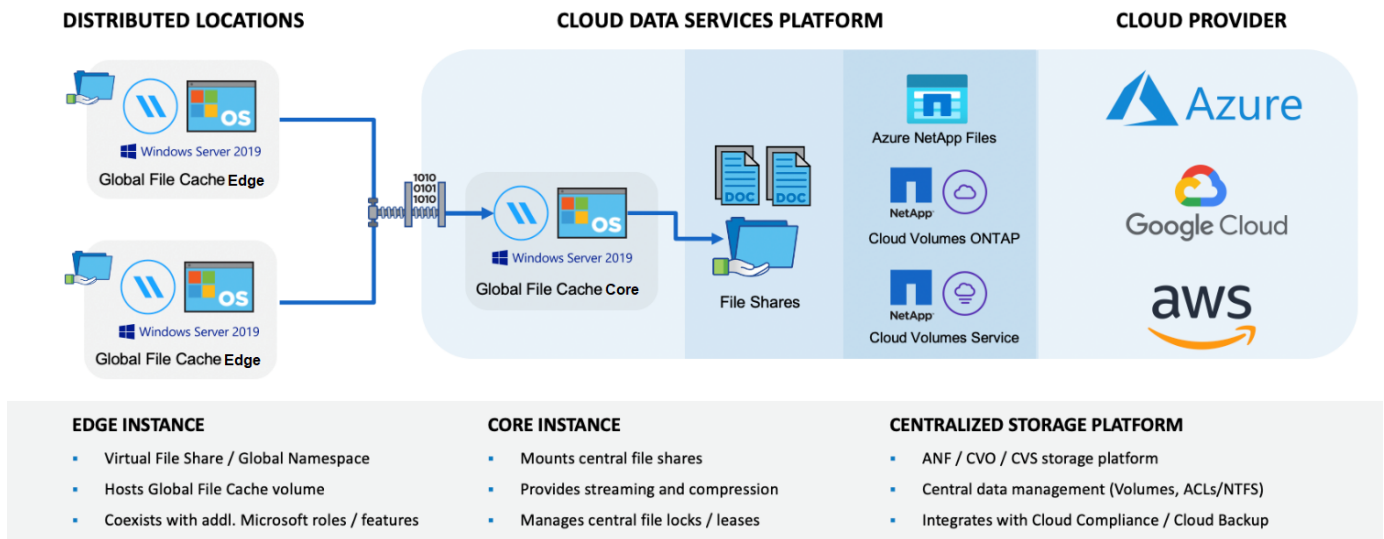 DISTRIBUTED LOCATIONS
CLOUD DATA SERVICES PLATFORM
CLOUD PROVIDER
OS
Windows Server 2019
Global File Cache Edge
OS
Windows Server 2019
Global File Cache Edge
1010
0101
1010
OS
Windows Server 2019
Global File Cache Core
DOC
DOC
File Shares
Azure NetApp Files
NetApp
Cloud Volumes ONTAP
NetApp
Cloud Volumes Service
Azure
Google Cloud
aws
EDGE INSTANCE
▪ Virtual File Share / Global Namespace
▪ Hosts Global File Cache volume
▪ Coexists with addl. Microsoft roles / features
CORE INSTANCE
▪ Mounts central file shares
▪ Provides streaming and compression
▪ Manages central file locks / leases
CENTRALIZED STORAGE PLATFORM
▪ ANF / CVO / CVS storage platform
▪ Central data management (Volumes, ACLs/NTFS)
▪ Integrates with Cloud Compliance / Cloud Backup